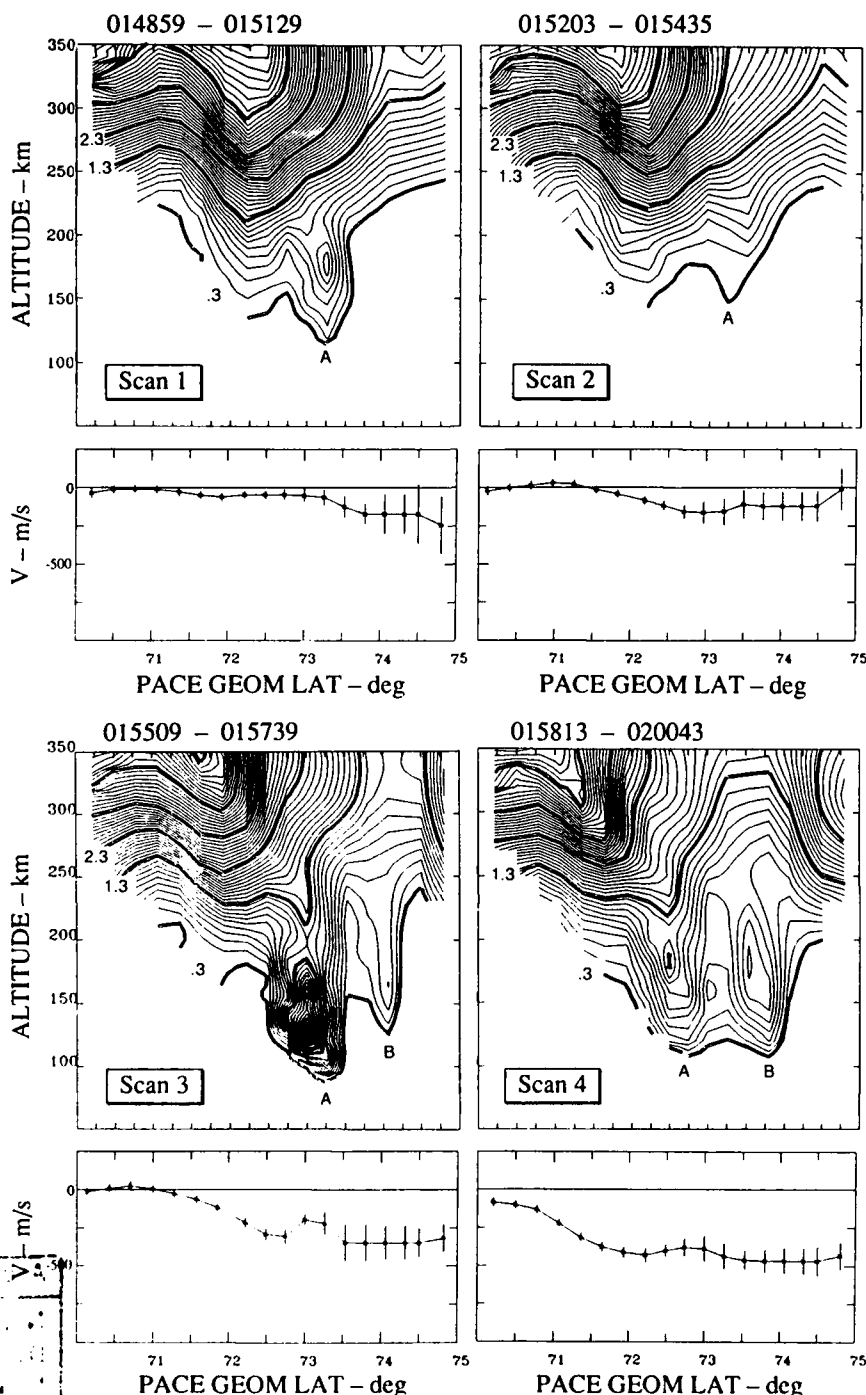 014859 – 015129
015203 – 015435
ALTITUDE – km
350
300
250
200
150
100
2.3
1.3
.3
A
Scan 1
2.3
1.3
.3
A
Scan 2
V – m/s
0
-500
71 72 73 74 75
PACE GEOM LAT – deg
71 72 73 74 75
PACE GEOM LAT – deg
015509 – 015739
015813 – 020043
ALTITUDE – km
350
300
250
200
150
100
2.3
1.3
.3
A
B
Scan 3
1.3
.3
A
B
Scan 4
V – m/s
0
71 72 73 74 75
PACE GEOM LAT – deg
71 72 73 74 75
PACE GEOM LAT – deg